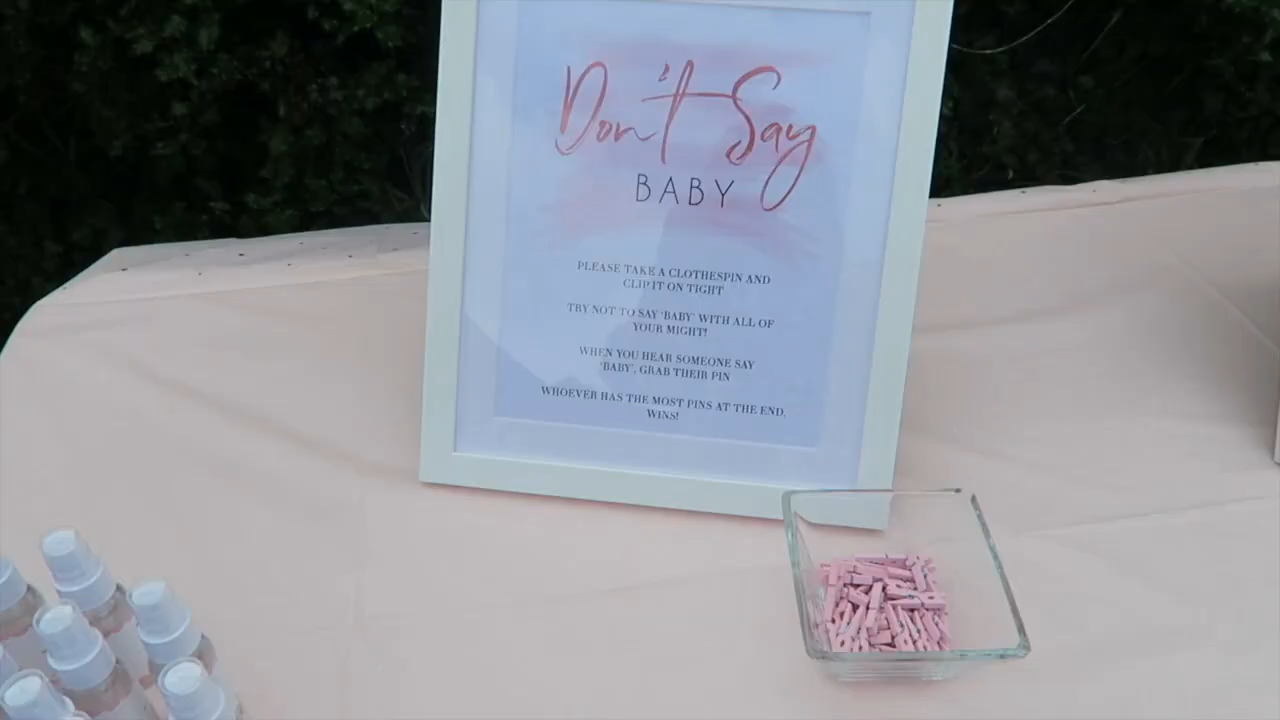 Don't Say
BABY
PLEASE TAKE A CLOTHESPIN AND
CLIP IT ON TIGHT
TRY NOT TO SAY 'BABY' WITH ALL OF
YOUR MIGHT!
WHEN YOU HEAR SOMEONE SAY
'BABY', GRAB THEIR PIN
WHOEVER HAS THE MOST PINS AT THE END,
WINS!